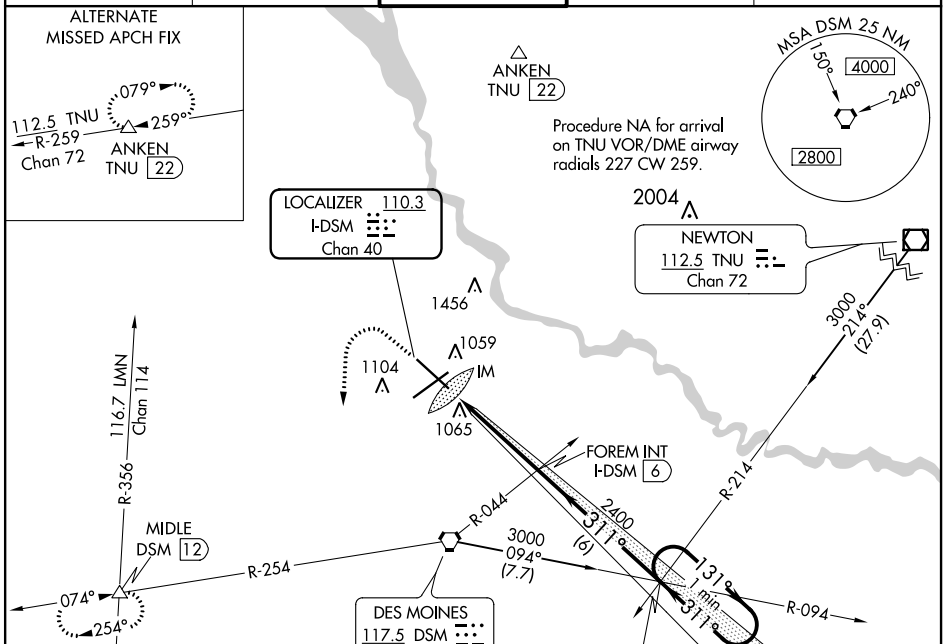 ALTERNATE
MISSED APCH FIX
079°
259°
112.5 TNU
R-259
Chan 72
ANKEN
TNU 22
ANKEN
TNU 22
MSA DSM 25 NM
150°
4000
240°
2800
Procedure NA for arrival
on TNU VOR/DME airway
radials 227 CW 259.
2004
LOCALIZER 110.3
I-DSM
Chan 40
NEWTON
112.5 TNU
Chan 72
1456
1059
1104
IM
1065
3000
214°
(27.9)
116.7 LMN
Chan 114
R-356
FOREM INT
I-DSM 6
R-214
R-044
2400
311°
(6)
MIDLE
DSM 12
R-254
3000
094°
(7.7)
131°
1 min
311°
R-094
074°
254°
DES MOINES
117.5 DSM